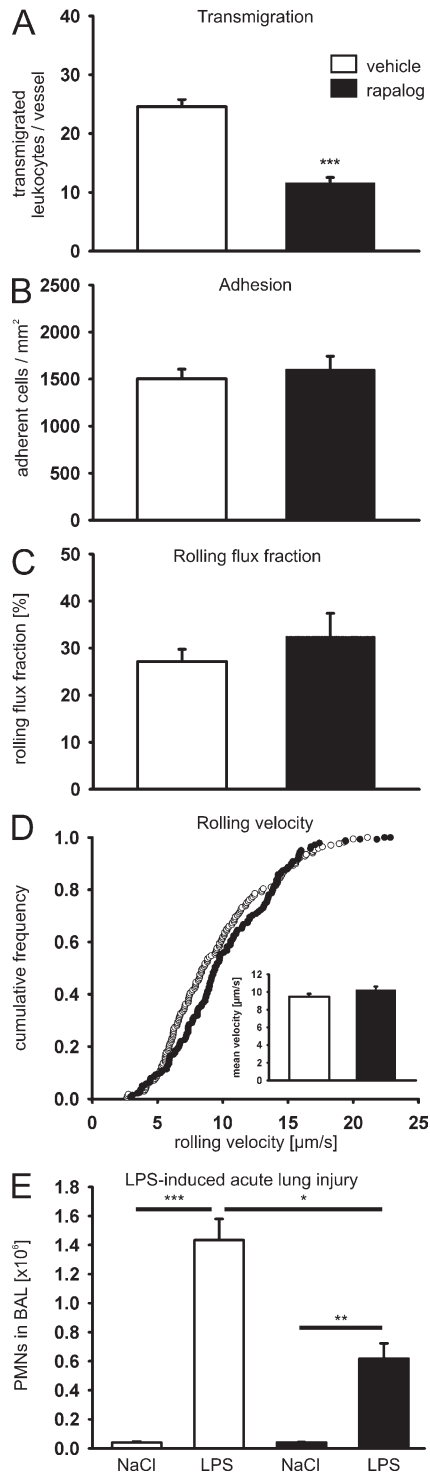 A
Transmigration
transmigrated
leukocytes / vessel
40
30
20
10
0
vehicle
rapalog
***
B
Adhesion
adherent cells / mm²
2500
2000
1500
1000
500
0
C
Rolling flux fraction
rolling flux fraction [%]
50
40
30
20
10
0
D
Rolling velocity
cumulative frequency
1.0
0.8
0.6
0.4
0.2
0.0
mean velocity [µm/s]
12
10
8
6
4
2
0
0 5 10 15 20 25
rolling velocity [µm/s]
E
LPS-induced acute lung injury
PMNs in BAL [x10⁶]
1.8
1.6
1.4
1.2
1.0
0.8
0.6
0.4
0.2
0.0
*** *
**
NaCl LPS NaCl LPS